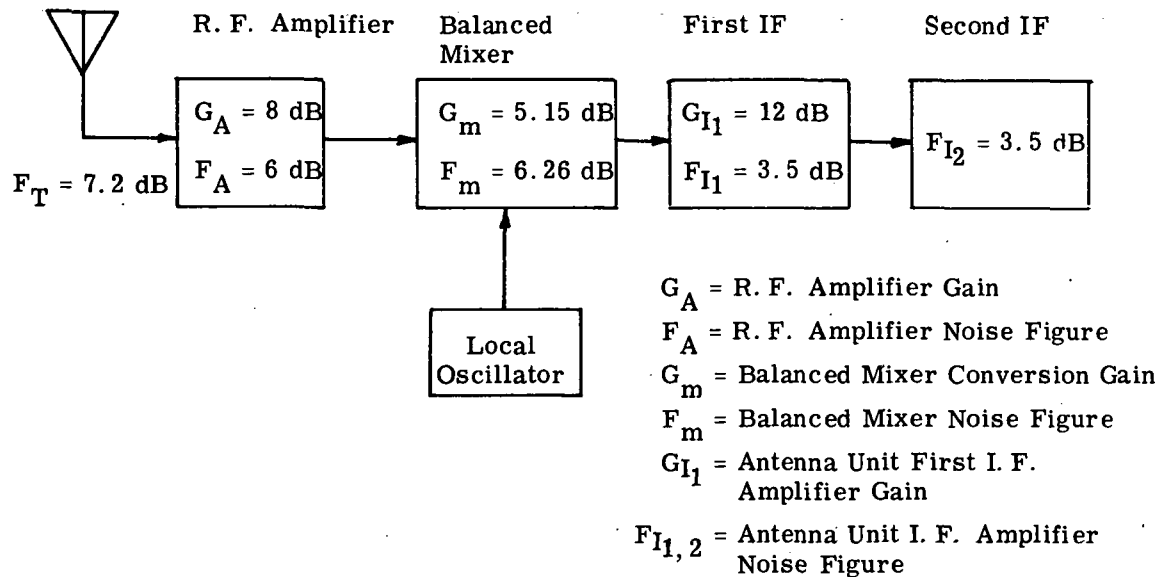 R. F. Amplifier
Balanced
Mixer
First IF
Second IF
G_A = 8 dB
F_A = 6 dB
G_m = 5.15 dB
F_m = 6.26 dB
G_I1 = 12 dB
F_I1 = 3.5 dB
F_I2 = 3.5 dB
F_T = 7.2 dB
Local
Oscillator
G_A = R. F. Amplifier Gain
F_A = R. F. Amplifier Noise Figure
G_m = Balanced Mixer Conversion Gain
F_m = Balanced Mixer Noise Figure
G_I1 = Antenna Unit First I. F.
Amplifier Gain
F_I1, 2 = Antenna Unit I. F. Amplifier
Noise Figure